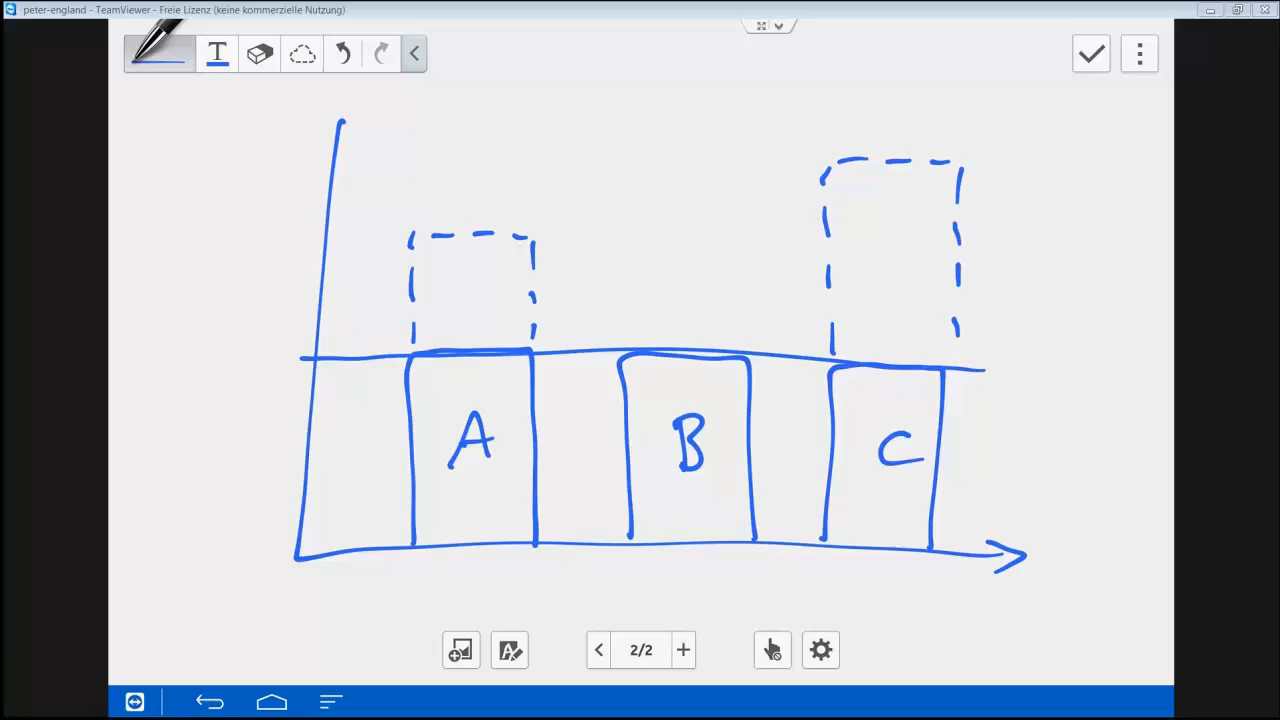 peter-england - TeamViewer - Freie Lizenz (keine kommerzielle Nutzung)
T
A B C
A
2/2